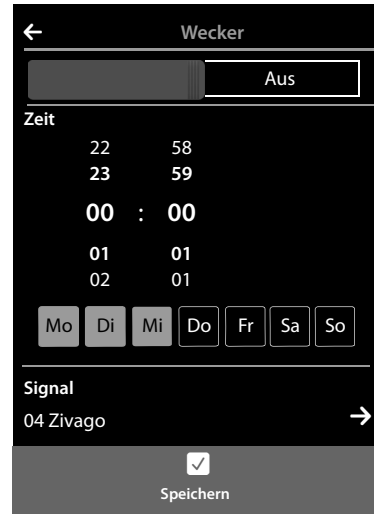 Wecker
Aus
Zeit
22 58
23 59
00 : 00
01 01
02 01
Mo Di Mi Do Fr Sa So
Signal
04 Zivago
Speichern